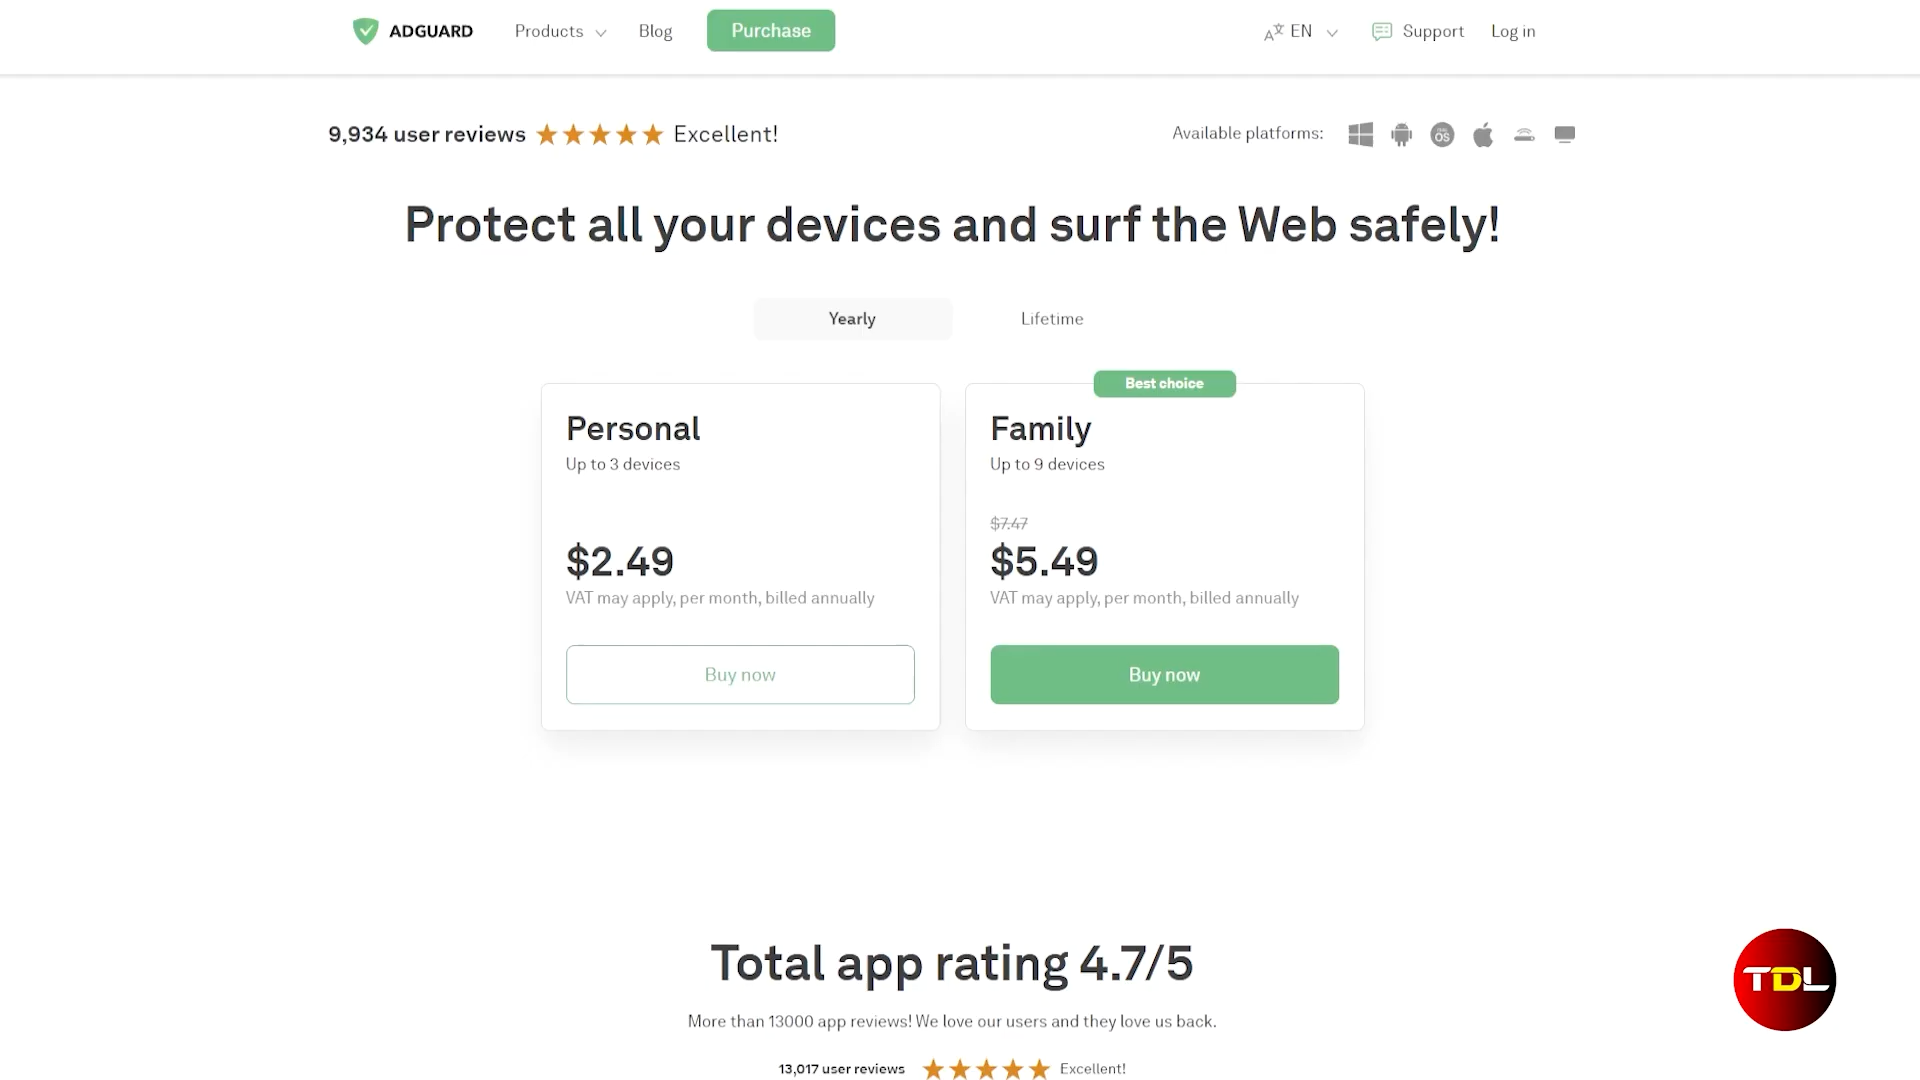 ADGUARD
Products
Blog
Purchase
EN
Support
Log in
9,934 user reviews Excellent!
Available platforms:
OS
Protect all your devices and surf the Web safely!
Yearly
Lifetime
Personal
Up to 3 devices
$2.49
VAT may apply, per month, billed annually
Buy now
Best choice
Family
Up to 9 devices
$7.47
$5.49
VAT may apply, per month, billed annually
Buy now
Total app rating 4.7/5
More than 13000 app reviews! We love our users and they love us back.
13,017 user reviews Excellent!
TDL